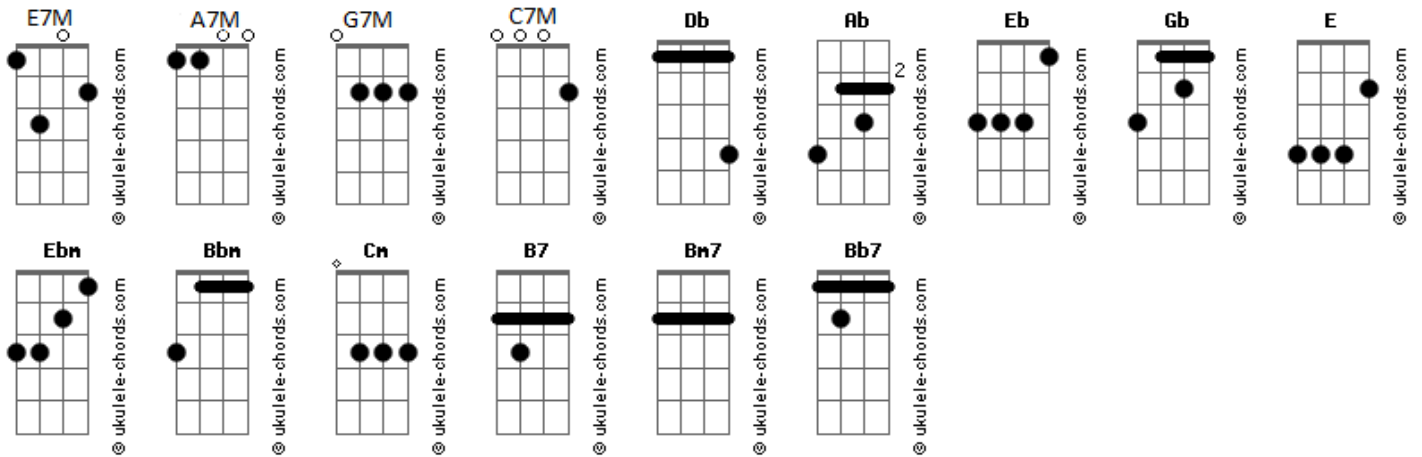 E7M A7M G7M C7M Db Ab Eb Gb E
2
© ukulele-chords.com © ukulele-chords.com © ukulele-chords.com © ukulele-chords.com © ukulele-chords.com © ukulele-chords.com © ukulele-chords.com © ukulele-chords.com © ukulele-chords.com
Ebm Bbm Cm B7 Bm7 Bb7
© ukulele-chords.com © ukulele-chords.com © ukulele-chords.com © ukulele-chords.com © ukulele-chords.com © ukulele-chords.com